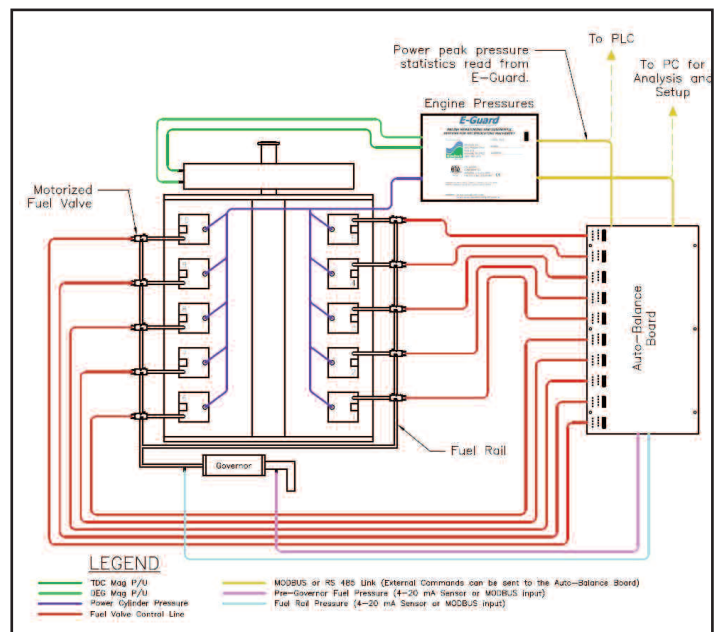 To PLC
Power peak pressure
statistics read from
E-Guard.
To PC for
Analysis and
Setup
Engine Pressures
E-Guard
Motorized
Fuel Valve
Auto-Balance
Board
Fuel Rail
Governor
LEGEND
TDC Mag P/U
DEG Mag P/U
Power Cylinder Pressure
Fuel Valve Control Line
MODBUS or RS 485 Link (External Commands can be sent to the Auto-Balance Board)
Pre-Governor Fuel Pressure (4-20 mA Sensor or MODBUS input)
Fuel Rail Pressure (4-20 mA Sensor or MODBUS input)